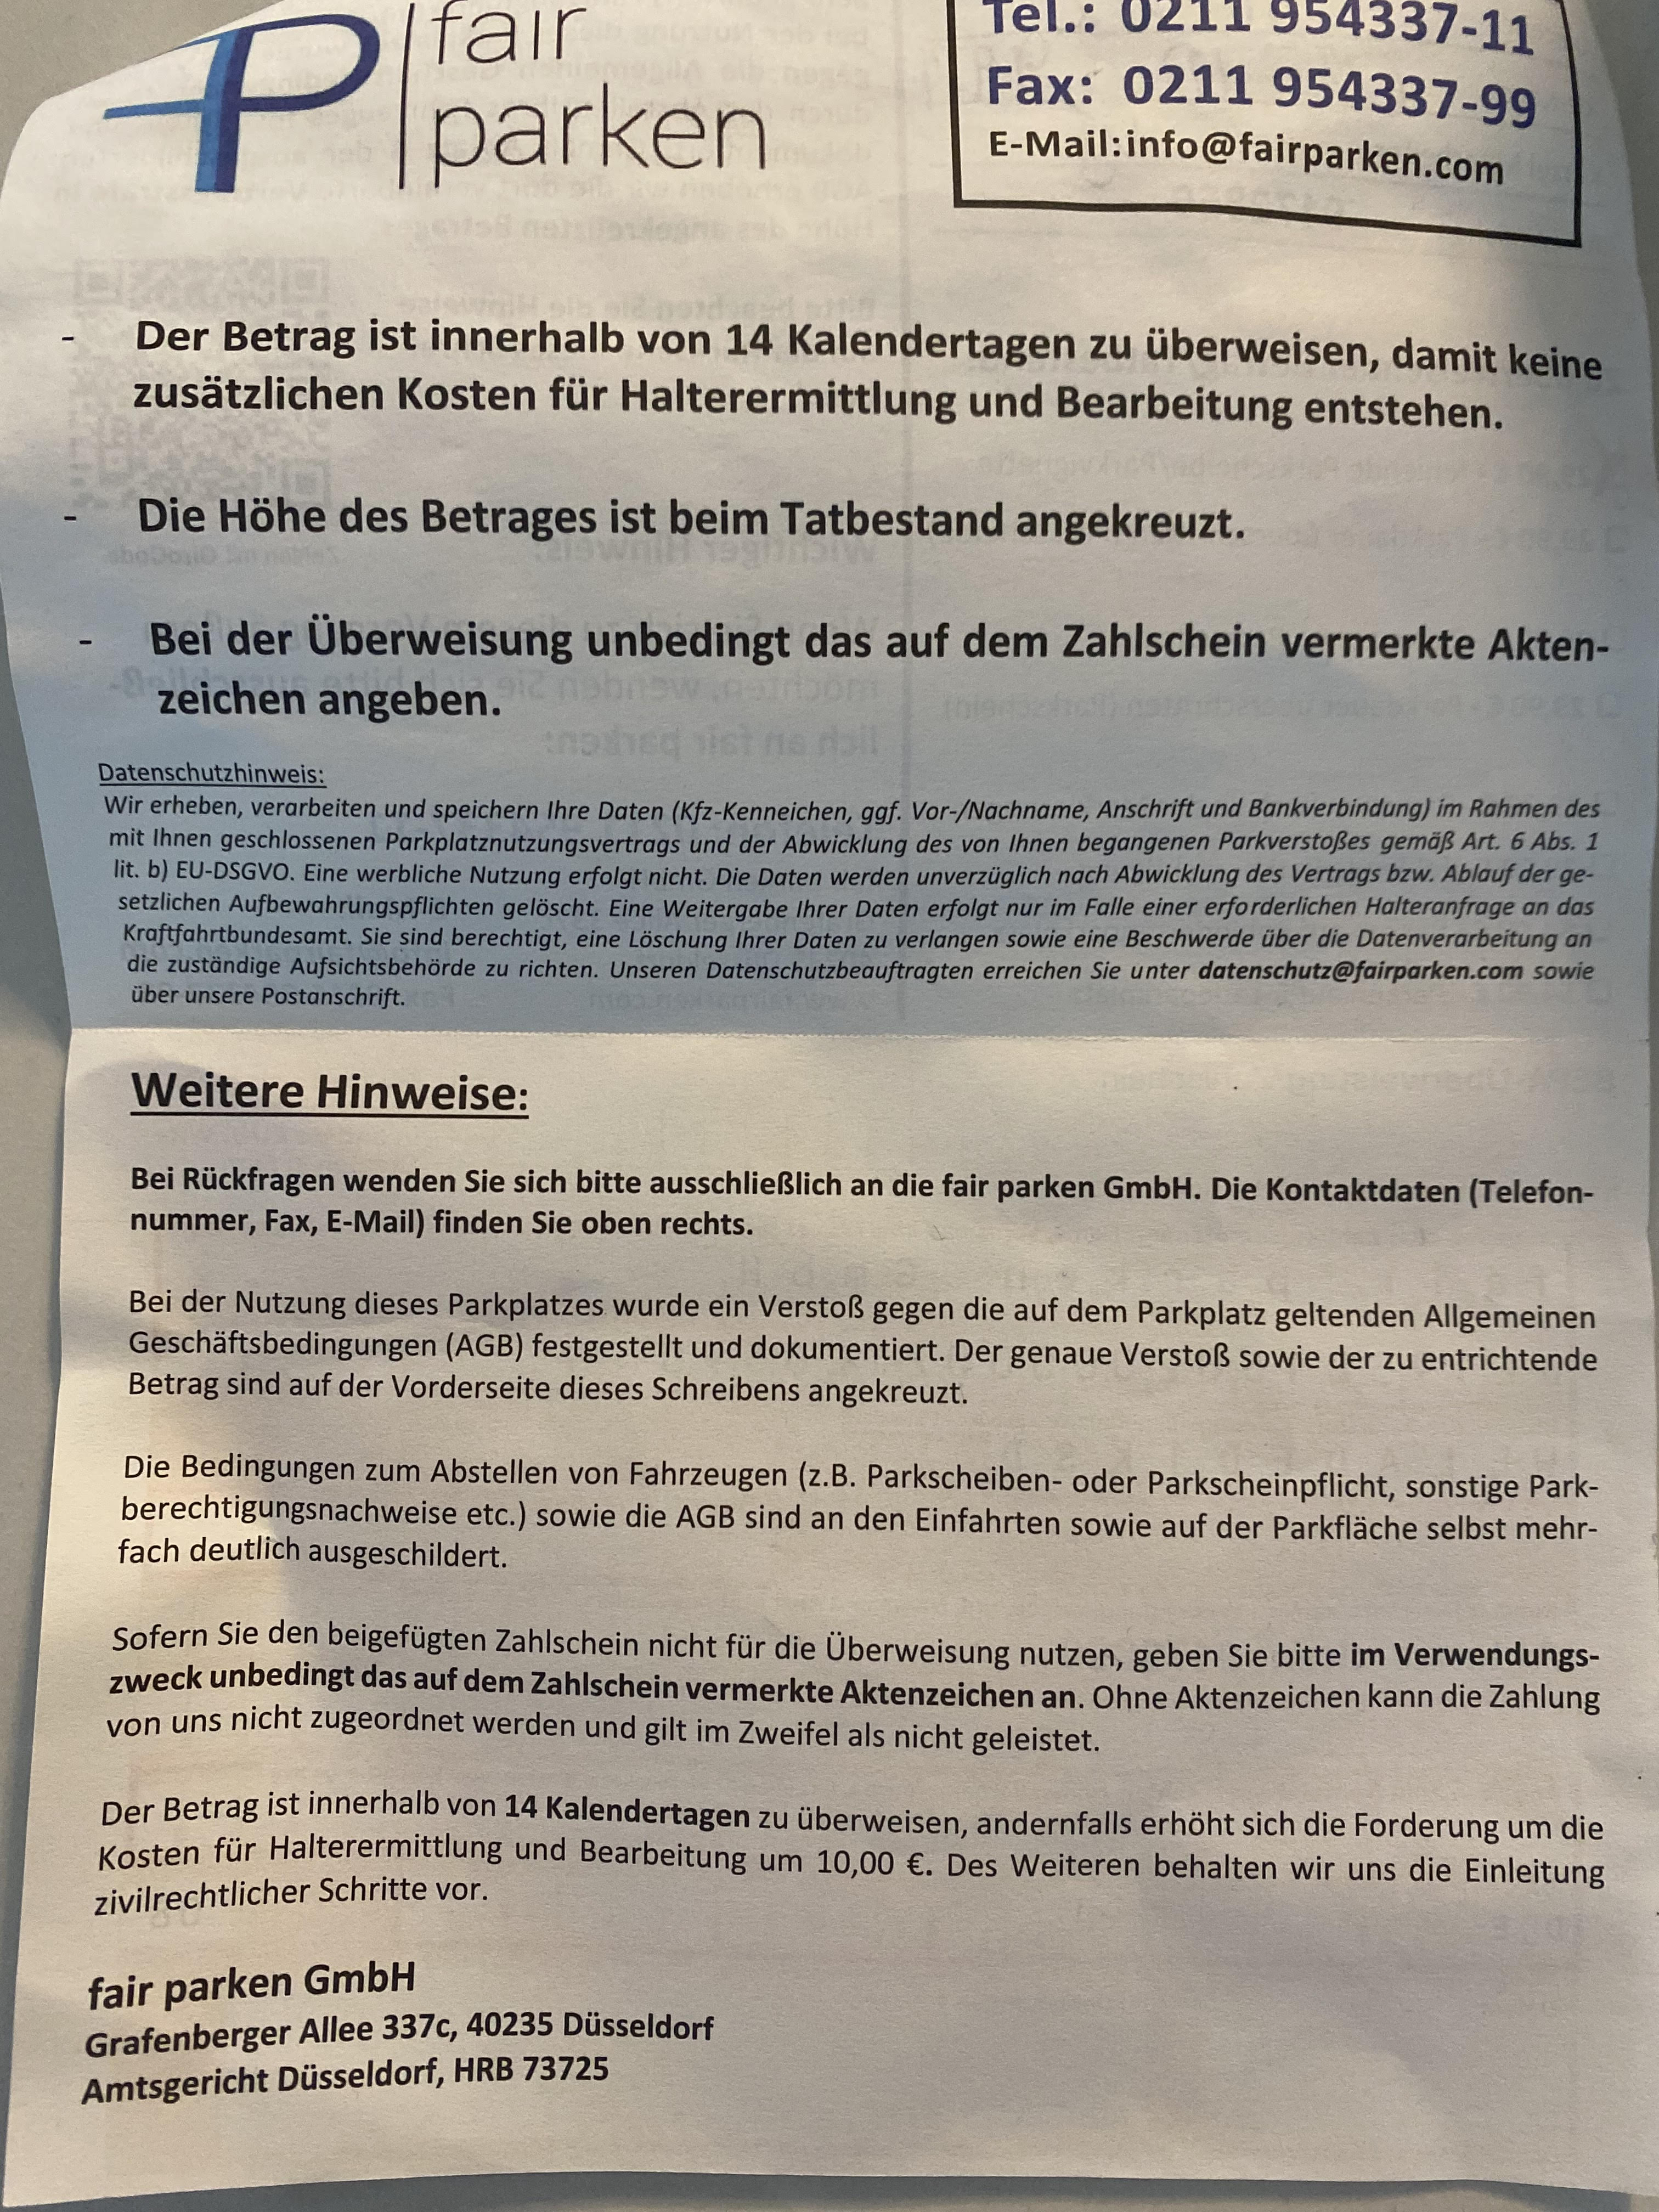 fair
parken
Tel.: 0211 954337-11
Fax: 0211 954337-99
E-Mail:info@fairparken.com
- Der Betrag ist innerhalb von 14 Kalendertagen zu überweisen, damit keine
zusätzlichen Kosten für Halterermittlung und Bearbeitung entstehen.
- Die Höhe des Betrages ist beim Tatbestand angekreuzt.
- Bei der Überweisung unbedingt das auf dem Zahlschein vermerkte Akten-
zeichen angeben.
Datenschutzhinweis:
Wir erheben, verarbeiten und speichern Ihre Daten (Kfz-Kenneichen, ggf. Vor-/Nachname, Anschrift und Bankverbindung) im Rahmen des
mit Ihnen geschlossenen Parkplatznutzungsvertrags und der Abwicklung des von Ihnen begangenen Parkverstoßes gemäß Art. 6 Abs. 1
lit. b) EU-DSGVO. Eine werbliche Nutzung erfolgt nicht. Die Daten werden unverzüglich nach Abwicklung des Vertrags bzw. Ablauf der ge-
setzlichen Aufbewahrungspflichten gelöscht. Eine Weitergabe Ihrer Daten erfolgt nur im Falle einer erforderlichen Halteranfrage an das
Kraftfahrtbundesamt. Sie sind berechtigt, eine Löschung Ihrer Daten zu verlangen sowie eine Beschwerde über die Datenverarbeitung an
die zuständige Aufsichtsbehörde zu richten. Unseren Datenschutzbeauftragten erreichen Sie unter datenschutz@fairparken.com sowie
über unsere Postanschrift.
Weitere Hinweise:
Bei Rückfragen wenden Sie sich bitte ausschließlich an die fair parken GmbH. Die Kontaktdaten (Telefon-
nummer, Fax, E-Mail) finden Sie oben rechts.
Bei der Nutzung dieses Parkplatzes wurde ein Verstoß gegen die auf dem Parkplatz geltenden Allgemeinen
Geschäftsbedingungen (AGB) festgestellt und dokumentiert. Der genaue Verstoß sowie der zu entrichtende
Betrag sind auf der Vorderseite dieses Schreibens angekreuzt.
Die Bedingungen zum Abstellen von Fahrzeugen (z.B. Parkscheiben- oder Parkscheinpflicht, sonstige Park-
berechtigungsnachweise etc.) sowie die AGB sind an den Einfahrten sowie auf der Parkfläche selbst mehr-
fach deutlich ausgeschildert.
Sofern Sie den beigefügten Zahlschein nicht für die Überweisung nutzen, geben Sie bitte im Verwendungs-
zweck unbedingt das auf dem Zahlschein vermerkte Aktenzeichen an. Ohne Aktenzeichen kann die Zahlung
von uns nicht zugeordnet werden und gilt im Zweifel als nicht geleistet.
Der Betrag ist innerhalb von 14 Kalendertagen zu überweisen, andernfalls erhöht sich die Forderung um die
Kosten für Halterermittlung und Bearbeitung um 10,00 €. Des Weiteren behalten wir uns die Einleitung
zivilrechtlicher Schritte vor.
fair parken GmbH
Grafenberger Allee 337c, 40235 Düsseldorf
Amtsgericht Düsseldorf, HRB 73725